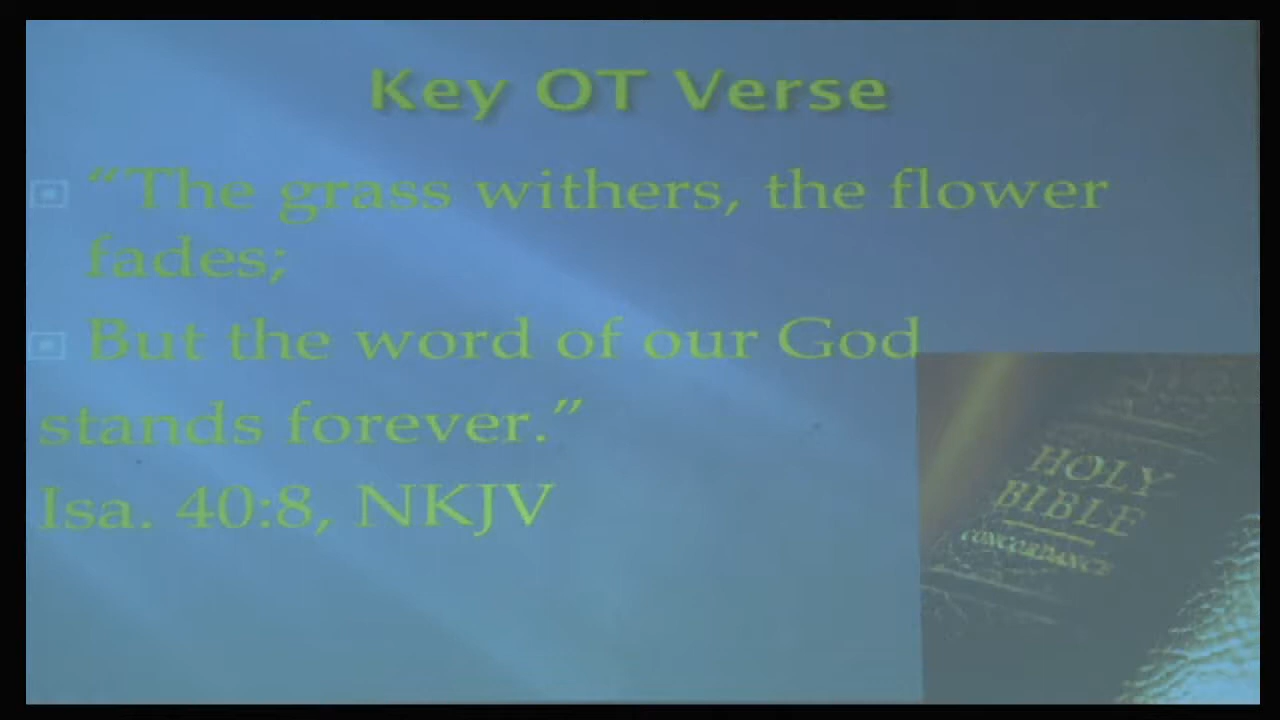 Key OT Verse
“The grass withers, the flower
fades;
But the word of our God
stands forever.”
Isa. 40:8, NKJV
HOLY
BIBLE
CONCORDANCE